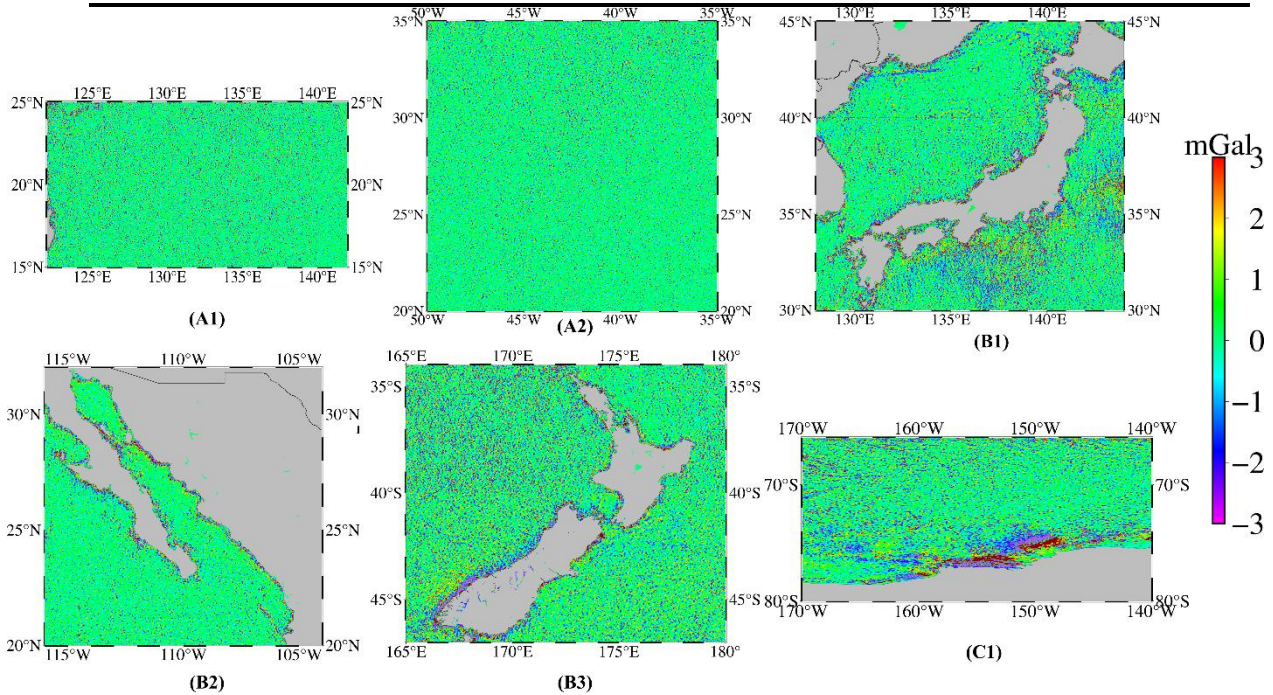 50°W 45°W 40°W 35°W
130°E 135°E 140°E
35°N 35°N
45°N 45°N
125°E 130°E 135°E 140°E
25°N 25°N
30°N 30°N
40°N 40°N
mGal
3
20°N 20°N
25°N 25°N
35°N 35°N
2
15°N 15°N
125°E 130°E 135°E 140°E
20°N 20°N
50°W 45°W 40°W 35°W
30°N 30°N
130°E 135°E 140°E
1
(A1)
(A2)
(B1)
0
115°W 110°W 105°W
165°E 170°E 175°E 180°
35°S 35°S
−1
30°N 30°N
170°W 160°W 150°W 140°W
−2
40°S 40°S
70°S 70°S
25°N 25°N
−3
45°S 45°S
80°S 80°S
170°W 160°W 150°W 140°W
20°N 20°N
115°W 110°W 105°W
165°E 170°E 175°E 180°
(C1)
(B2)
(B3)